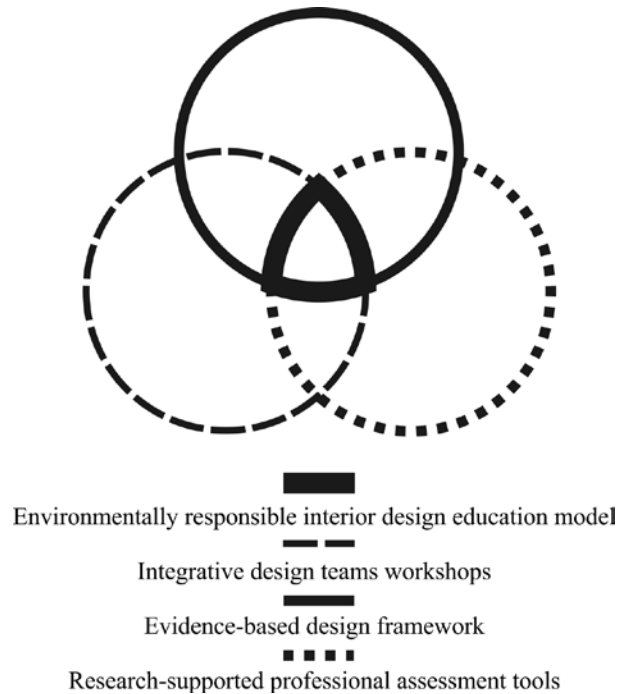 Environmentally responsible interior design education model
Integrative design teams workshops
Evidence-based design framework
Research-supported professional assessment tools